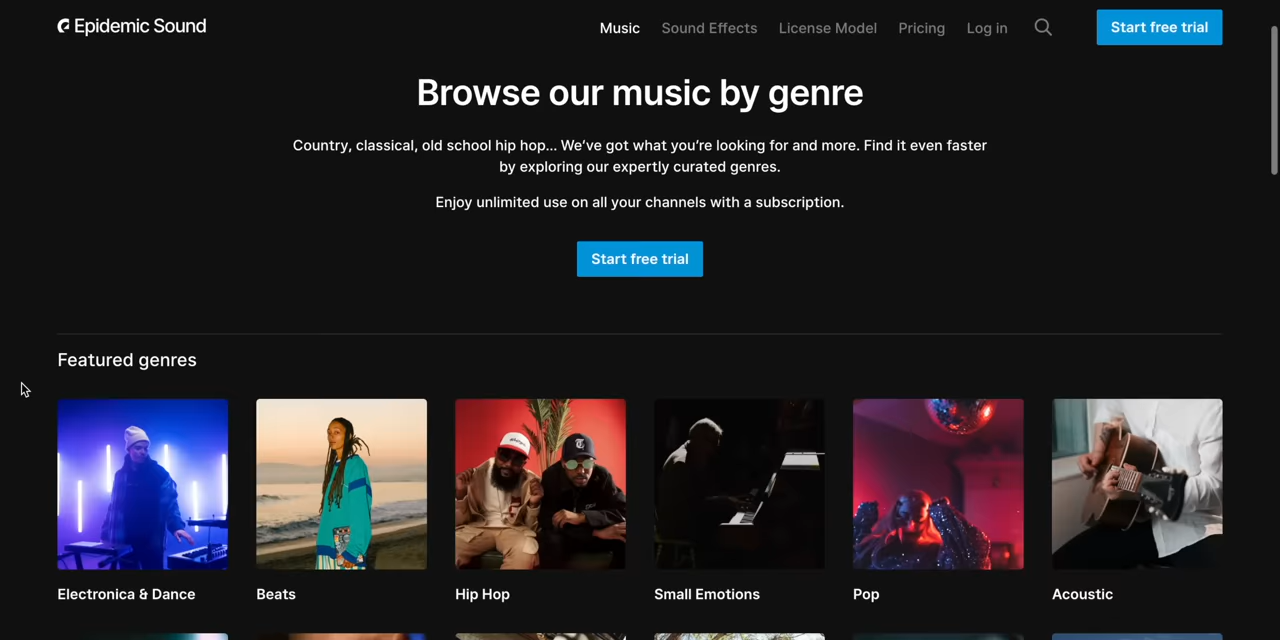 Epidemic Sound
Music Sound Effects License Model Pricing Log in Start free trial
Browse our music by genre
Country, classical, old school hip hop... We’ve got what you’re looking for and more. Find it even faster
by exploring our expertly curated genres.
Enjoy unlimited use on all your channels with a subscription.
Start free trial
Featured genres
Electronica & Dance Beats Hip Hop Small Emotions Pop Acoustic